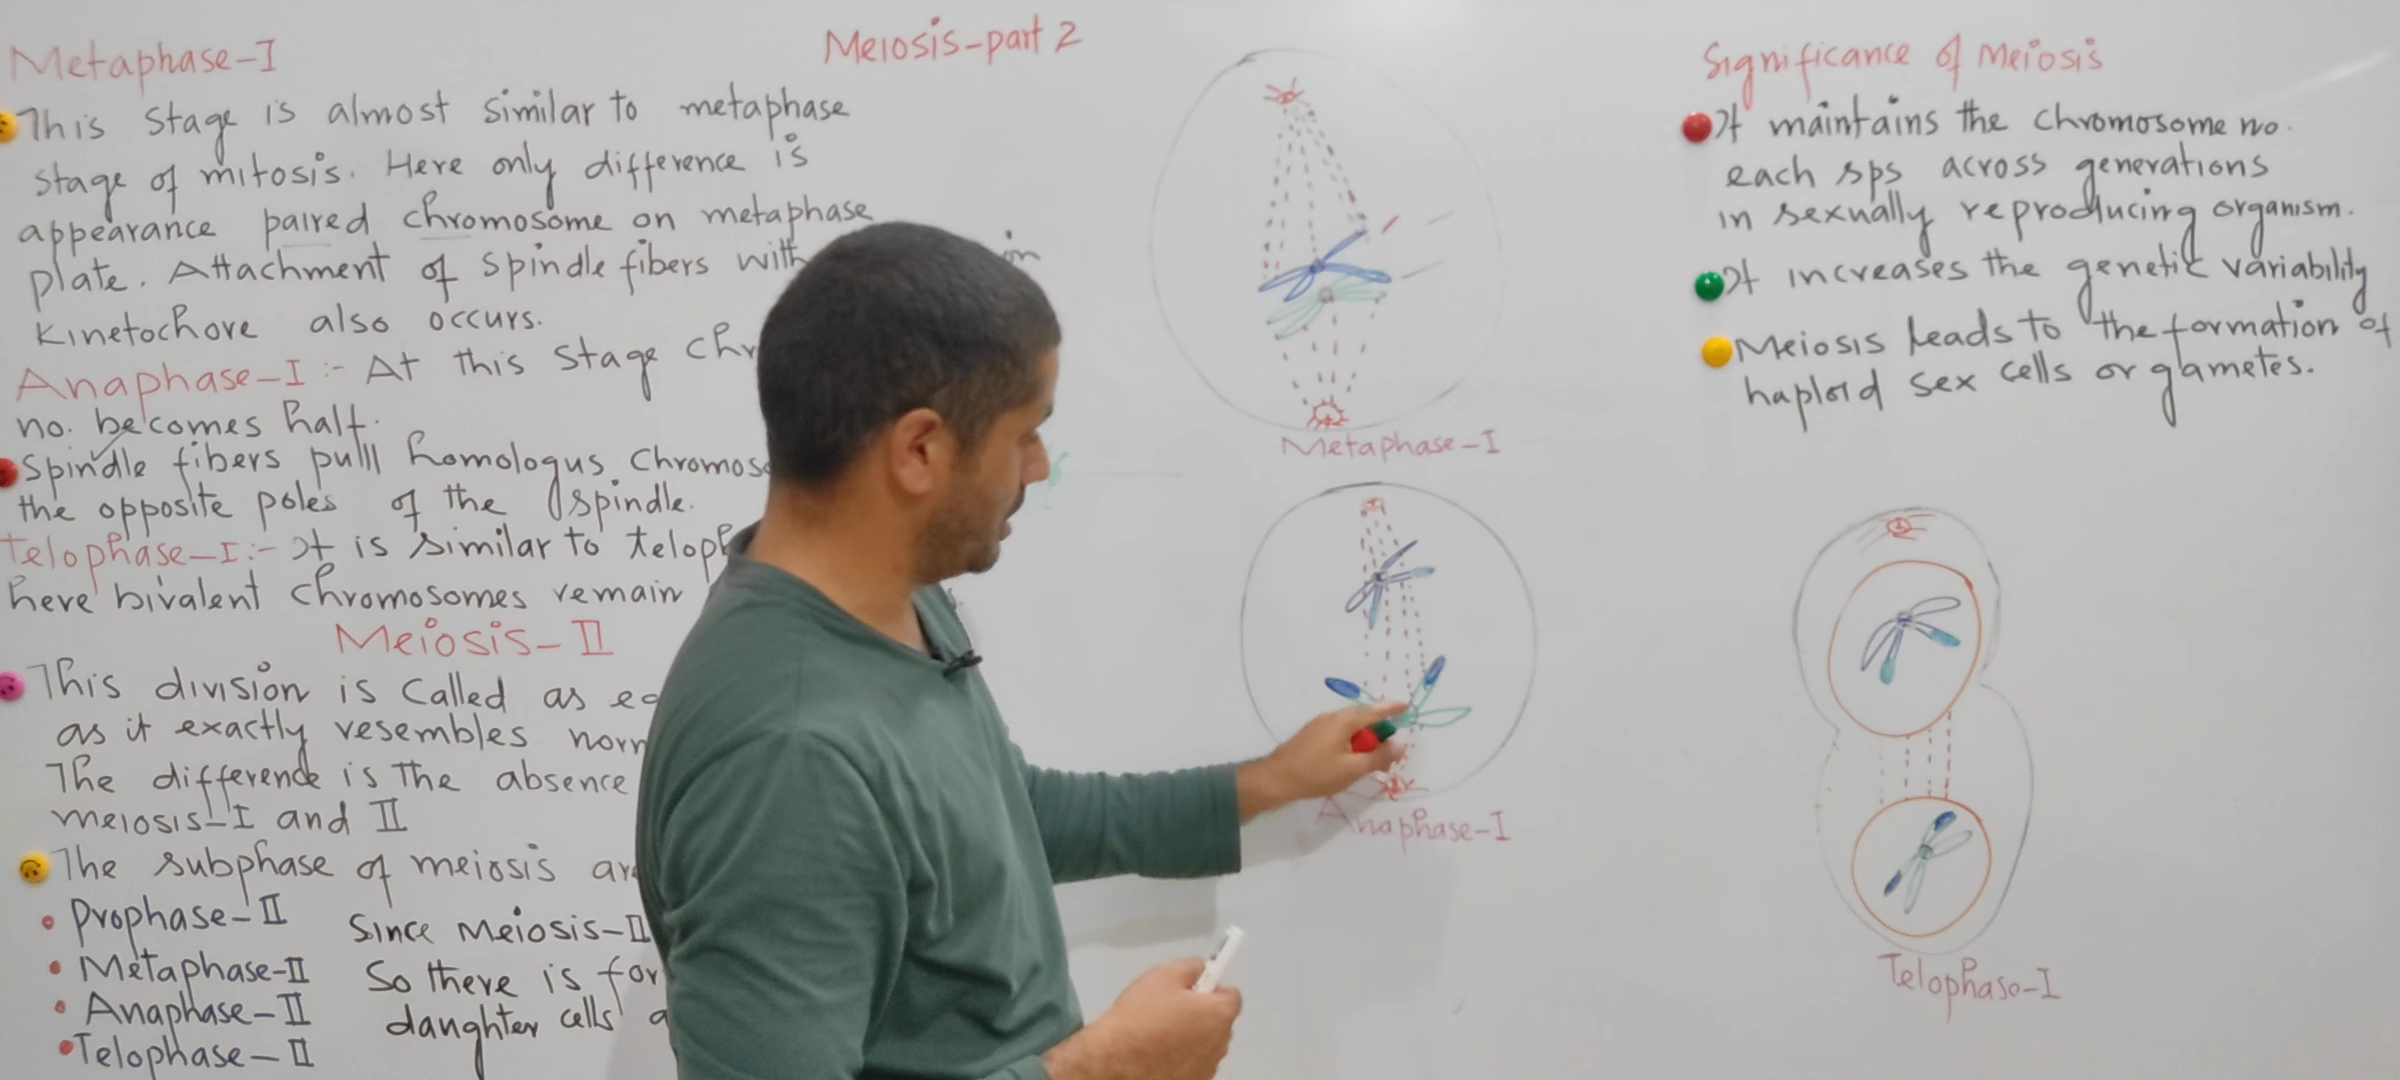 Meiosis-part 2
Metaphase-I
This stage is almost similar to metaphase
stage of mitosis. Here only difference is
appearance paired chromosome on metaphase
plate. Attachment of spindle fibers with in
Kinetochore also occurs.
Anaphase-I :- At this stage chr
no. becomes half.
Spindle fibers pull homologus chromoso
the opposite poles of the spindle.
Telophase-I :- It is similar to teloph
here bivalent chromosomes remain
Meiosis-II
This division is called as eq
as it exactly resembles norm
The difference is the absence
meiosis-I and II
The subphase of meiosis are
Prophase-II
Metaphase-II
Anaphase-II
Telophase-II
Since Meiosis-II
So there is for
daughter cells a
Metaphase-I
Anaphase-I
Significance of Meiosis
It maintains the chromosome no.
each sps across generations
in sexually reproducing organism.
It increases the genetic variability
Meiosis leads to the formation of
haploid sex cells or gametes.
Telophase-I